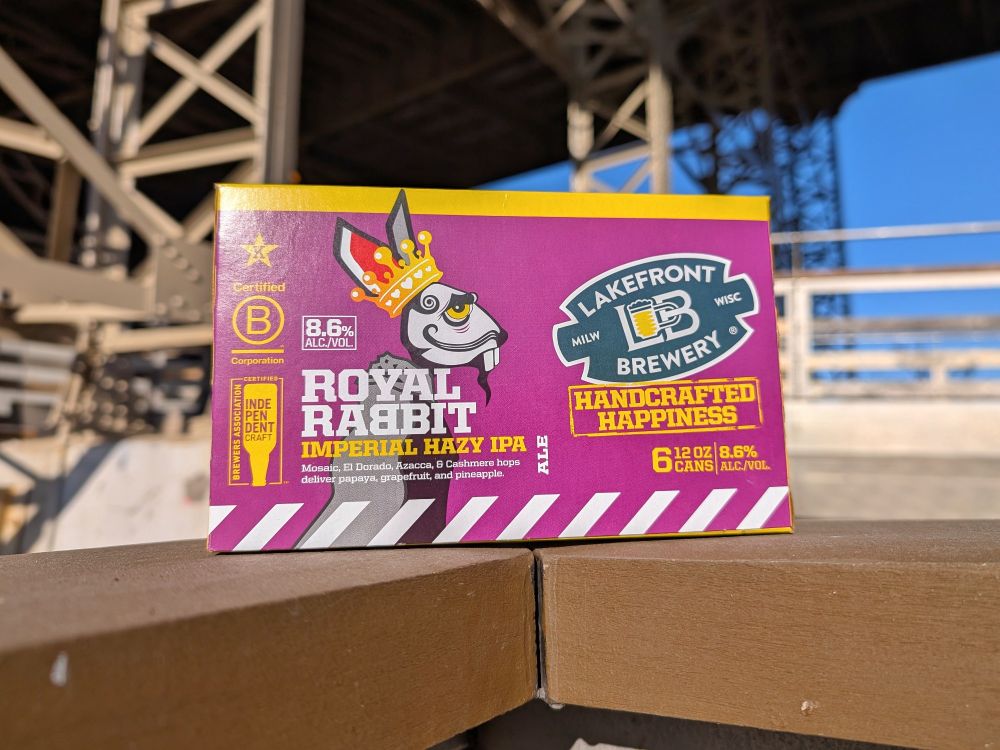 K
Certified
B
Corporation
CERTIFIED
BREWERS ASSOCIATION
INDE
PEN
DENT
CRAFT
8.6%
ALC./VOL.
ROYAL
RABBIT
IMPERIAL HAZY IPA
ALE
Mosaic, El Dorado, Azacca, & Cashmere hops
deliver papaya, grapefruit, and pineapple.
LAKEFRONT
MILW LB WISC
BREWERY ®
HANDCRAFTED
HAPPINESS
6 12 OZ CANS
8.6% ALC./VOL.